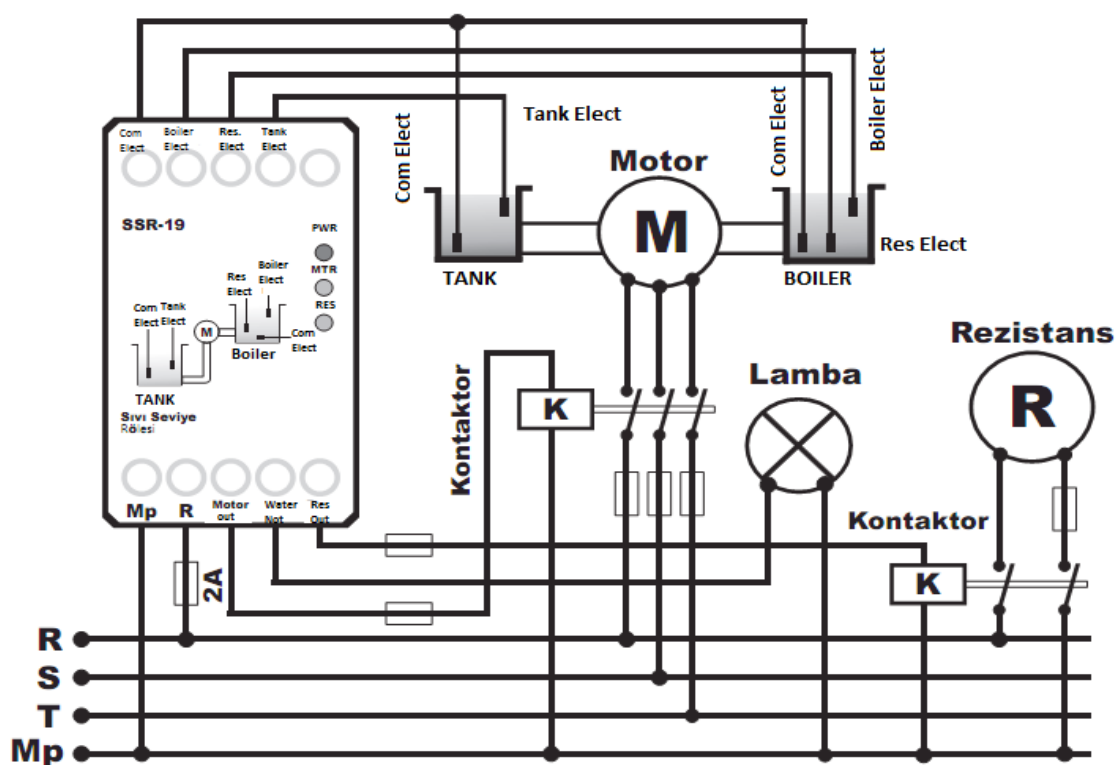 Com Elect
Tank Elect
Com Elect
Boiler Elect
Motor
M
TANK
BOILER
Res Elect
Com
Elect
Boiler
Elect
Res.
Elect
Tank
Elect
SSR-19
PWR
MTR
RES
Res
Elect
Boiler
Elect
Com
Elect
Tank
Elect
M
Com
Elect
Boiler
TANK
Sıvı Seviye
Rölesi
Mp
R
Motor
out
Water
Not
Res
Out
2A
Kontaktor
K
Lamba
Rezistans
R
Kontaktor
K
R
S
T
Mp